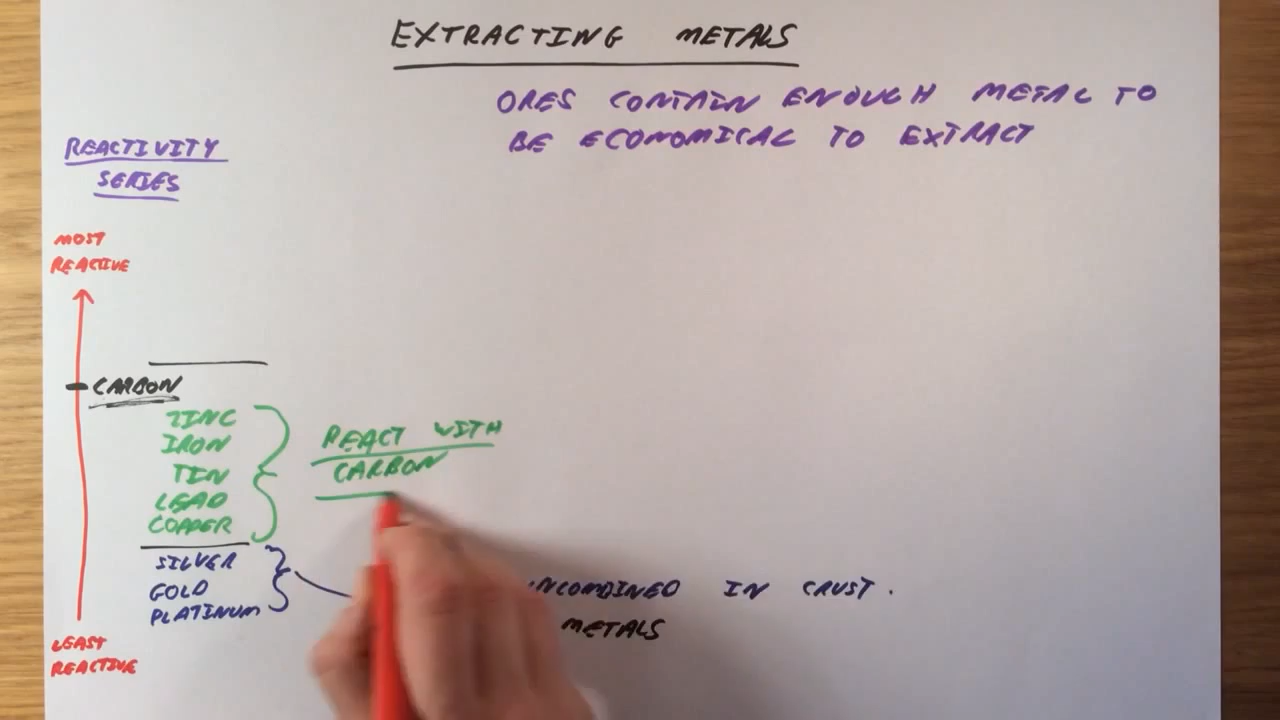 EXTRACTING METALS
ORES CONTAIN ENOUGH METAL TO
BE ECONOMICAL TO EXTRACT
REACTIVITY
SERIES
MOST
REACTIVE
CARBON
ZINC
IRON
TIN
LEAD
COPPER
REACT WITH
CARBON
SILVER
GOLD
PLATINUM
IN CRUST.
METALS
LEAST
REACTIVE